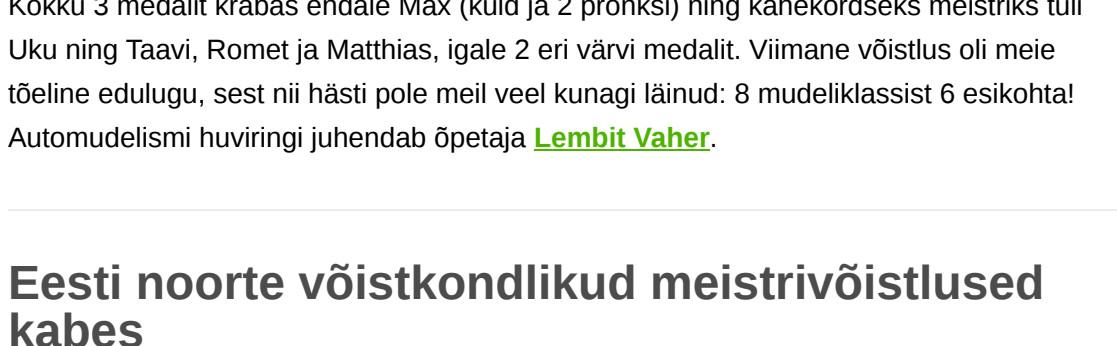 Kokku 3 medalit krabas endale Max (kuld ja 2 pronksi) ning kahekordseks meistriks tuli
Uku ning Taavi, Romet ja Matthias, igale 2 eri värvi medalit. Viimane võistlus oli meie
tõeline edulugu, sest nii hästi pole meil veel kunagi läinud: 8 mudeliklassist 6 esikohta!
Automudelismi huviringi juhendab õpetaja Lembit Vaher.
Eesti noorte võistkondlikud meistrivõistlused
kabes